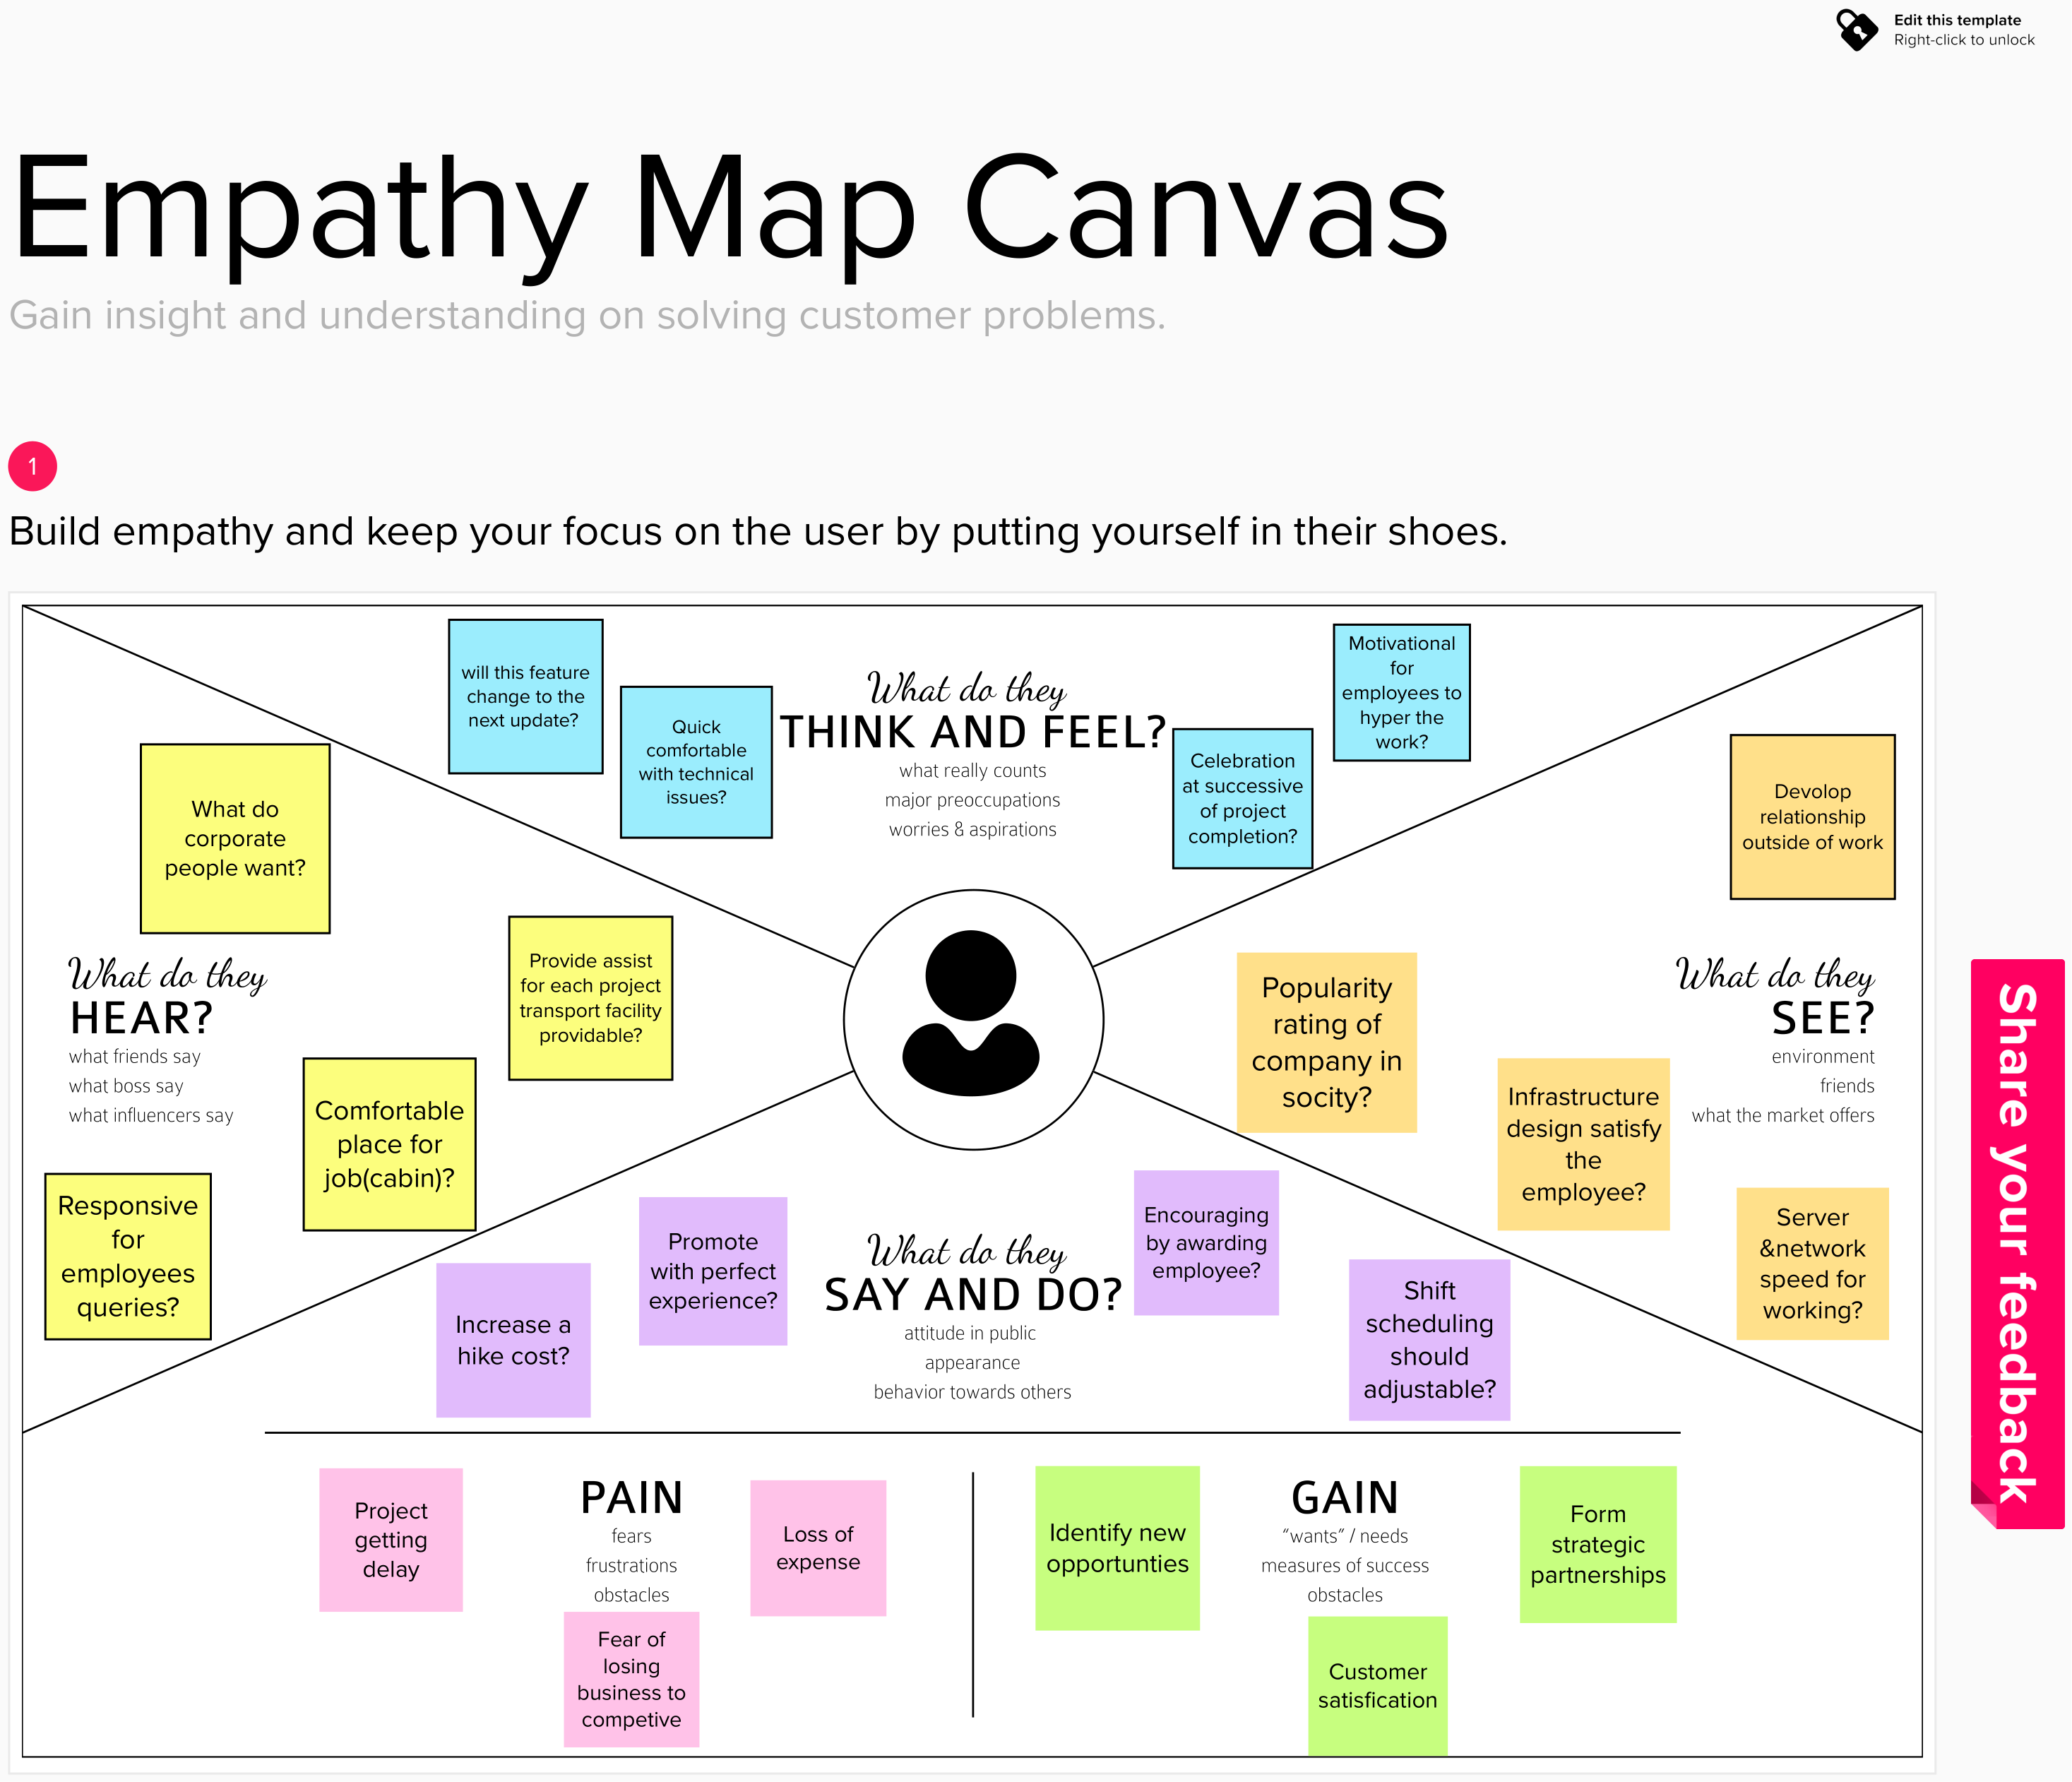 Edit this template
Right-click to unlock
Empathy Map Canvas
Gain insight and understanding on solving customer problems.
1
Build empathy and keep your focus on the user by putting yourself in their shoes.
will this feature
change to the
next update?
Quick
comfortable
with technical
issues?
What do they
THINK AND FEEL?
what really counts
major preoccupations
worries & aspirations
Celebration
at successive
of project
completion?
Motivational
for
employees to
hyper the
work?
What do
corporate
people want?
Provide assist
for each project
transport facility
providable?
What do they
HEAR?
what friends say
what boss say
what influencers say
Comfortable
place for
job(cabin)?
Responsive
for
employees
queries?
Devolop
relationship
outside of work
Popularity
rating of
company in
socity?
What do they
SEE?
environment
friends
what the market offers
Infrastructure
design satisfy
the
employee?
Server
&network
speed for
working?
Increase a
hike cost?
Promote
with perfect
experience?
What do they
SAY AND DO?
attitude in public
appearance
behavior towards others
Encouraging
by awarding
employee?
Shift
scheduling
should
adjustable?
Project
getting
delay
PAIN
fears
frustrations
obstacles
Loss of
expense
Fear of
losing
business to
competive
Identify new
opportunties
GAIN
“wants” / needs
measures of success
obstacles
Form
strategic
partnerships
Customer
satisfication
Share your feedback